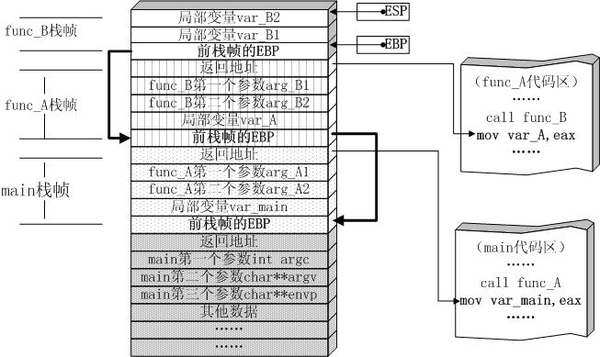 func_B栈帧
func_A栈帧
main栈帧
局部变量var_B2
局部变量var_B1
前栈帧的EBP
返回地址
func_B第一个参数arg_B1
func_B第二个参数arg_B2
局部变量var_A
前栈帧的EBP
返回地址
func_A第一个参数arg_A1
func_A第二个参数arg_A2
局部变量var_main
前栈帧的EBP
返回地址
main第一个参数int argc
main第二个参数char**argv
main第三个参数char**envp
其他数据
……
……
ESP
EBP
(func_A代码区)
……
call func_B
mov var_A,eax
……
(main代码区)
……
call func_A
mov var_main,eax
……